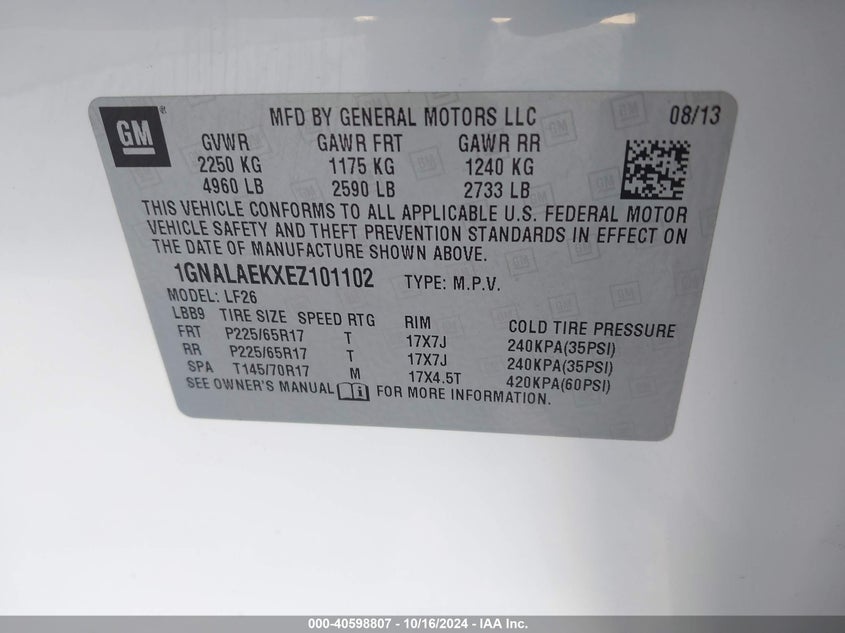 GM
MFD BY GENERAL MOTORS LLC 08/13
GVWR GAWR FRT GAWR RR
2250 KG 1175 KG 1240 KG
4960 LB 2590 LB 2733 LB
THIS VEHICLE CONFORMS TO ALL APPLICABLE U.S. FEDERAL MOTOR
VEHICLE SAFETY AND THEFT PREVENTION STANDARDS IN EFFECT ON
THE DATE OF MANUFACTURE SHOWN ABOVE.
1GNALAEKXEZ101102 TYPE: M.P.V.
MODEL: LF26
LBB9 TIRE SIZE SPEED RTG RIM COLD TIRE PRESSURE
FRT P225/65R17 T 17X7J 240KPA(35PSI)
RR P225/65R17 T 17X7J 240KPA(35PSI)
SPA T145/70R17 M 17X4.5T 420KPA(60PSI)
SEE OWNER'S MANUAL FOR MORE INFORMATION.
000-40598807 - 10/16/2024 - IAA Inc.